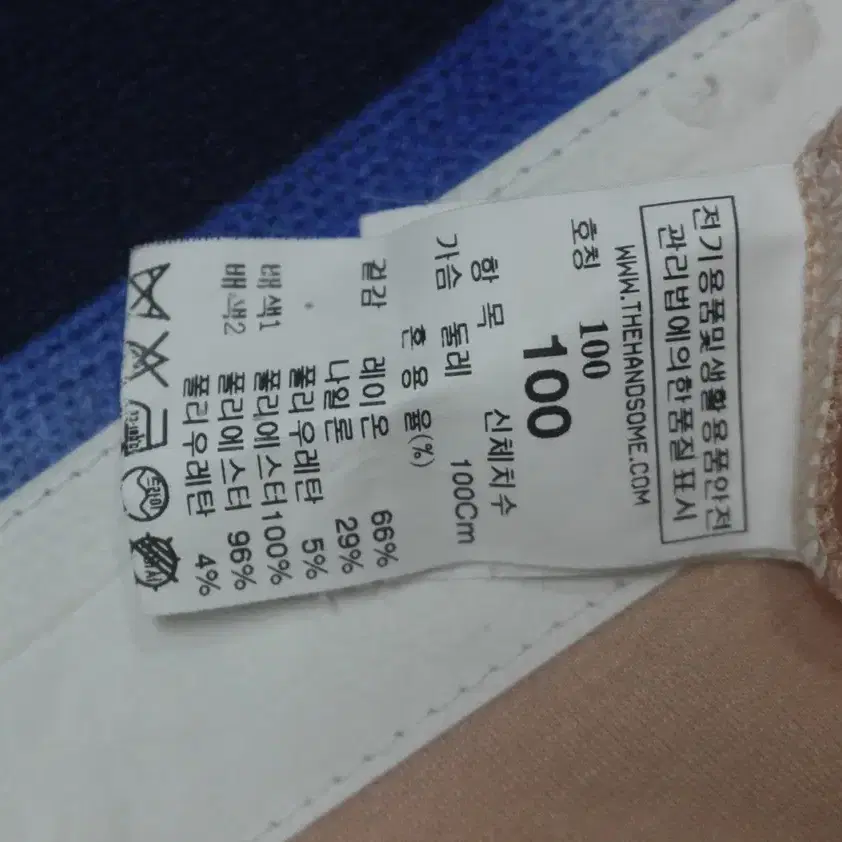 전기용품및생활용품안전
관리법에의한품질표시
WWW.THEHANDSOME.COM
호칭 100
100
항 목 신체치수
가슴 둘레 100Cm
혼 용 율(%)
겉감 레이온 66%
나일론 29%
폴리우레탄 5%
배색1 폴리에스터 100%
배색2 폴리에스터 96%
폴리우레탄 4%
드라이